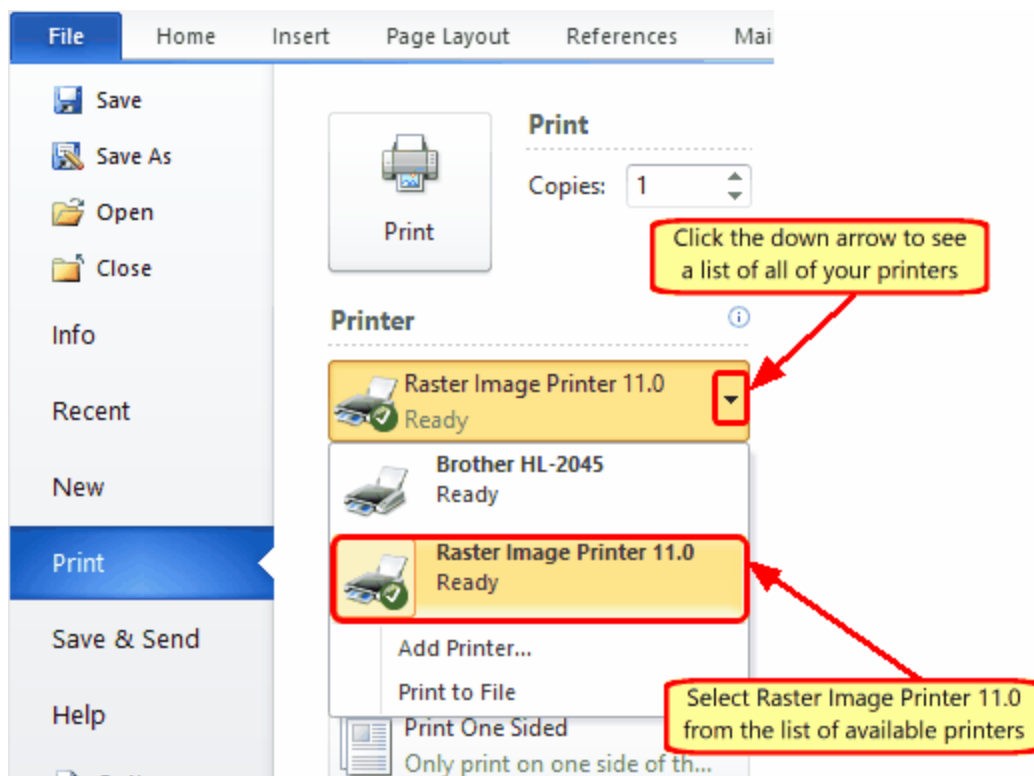 File Home Insert Page Layout References Mai
Save
Save As
Open
Close
Info
Recent
New
Print
Save & Send
Help
Print
Print
Copies: 1
Click the down arrow to see
a list of all of your printers
Printer
Raster Image Printer 11.0
Ready
Brother HL-2045
Ready
Raster Image Printer 11.0
Ready
Add Printer...
Print to File
Select Raster Image Printer 11.0
from the list of available printers
Print One Sided
Only print on one side of th...